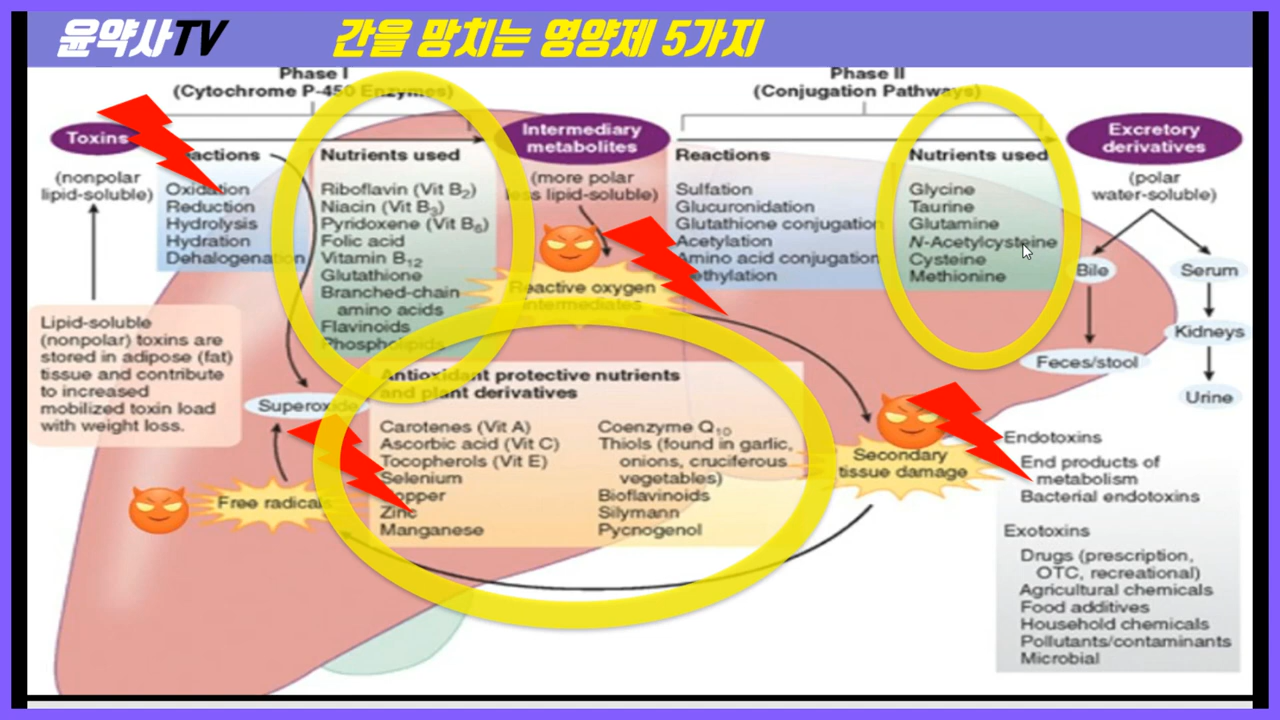 윤약사TV
간을 망치는 영양제 5가지
Phase I
(Cytochrome P-450 Enzymes)
Phase II
(Conjugation Pathways)
Toxins
(nonpolar
lipid-soluble)
actions
Oxidation
Reduction
Hydrolysis
Hydration
Dehalogenation
Nutrients used
Riboflavin (Vit B2)
Niacin (Vit B3)
Pyridoxene (Vit B6)
Folic acid
Vitamin B12
Glutathione
Branched-chain
amino acids
Flavinoids
Phospholipids
Intermediary
metabolites
(more polar
less lipid-soluble)
Reactive oxygen
intermediates
Reactions
Sulfation
Glucuronidation
Glutathione conjugation
Acetylation
Amino acid conjugation
Methylation
Nutrients used
Glycine
Taurine
Glutamine
N-Acetylcysteine
Cysteine
Methionine
Excretory
derivatives
(polar
water-soluble)
Bile
Serum
Kidneys
Feces/stool
Urine
Lipid-soluble
(nonpolar) toxins are
stored in adipose (fat)
tissue and contribute
to increased
mobilized toxin load
with weight loss.
Superoxide
Free radicals
Antioxidant protective nutrients
and plant derivatives
Carotenes (Vit A)
Ascorbic acid (Vit C)
Tocopherols (Vit E)
Selenium
opper
Zinc
Manganese
Coenzyme Q10
Thiols (found in garlic,
onions, cruciferous
vegetables)
Bioflavinoids
Silymann
Pycnogenol
Secondary
tissue damage
Endotoxins
End products of
metabolism
Bacterial endotoxins
Exotoxins
Drugs (prescription,
OTC, recreational)
Agricultural chemicals
Food additives
Household chemicals
Pollutants/contaminants
Microbial